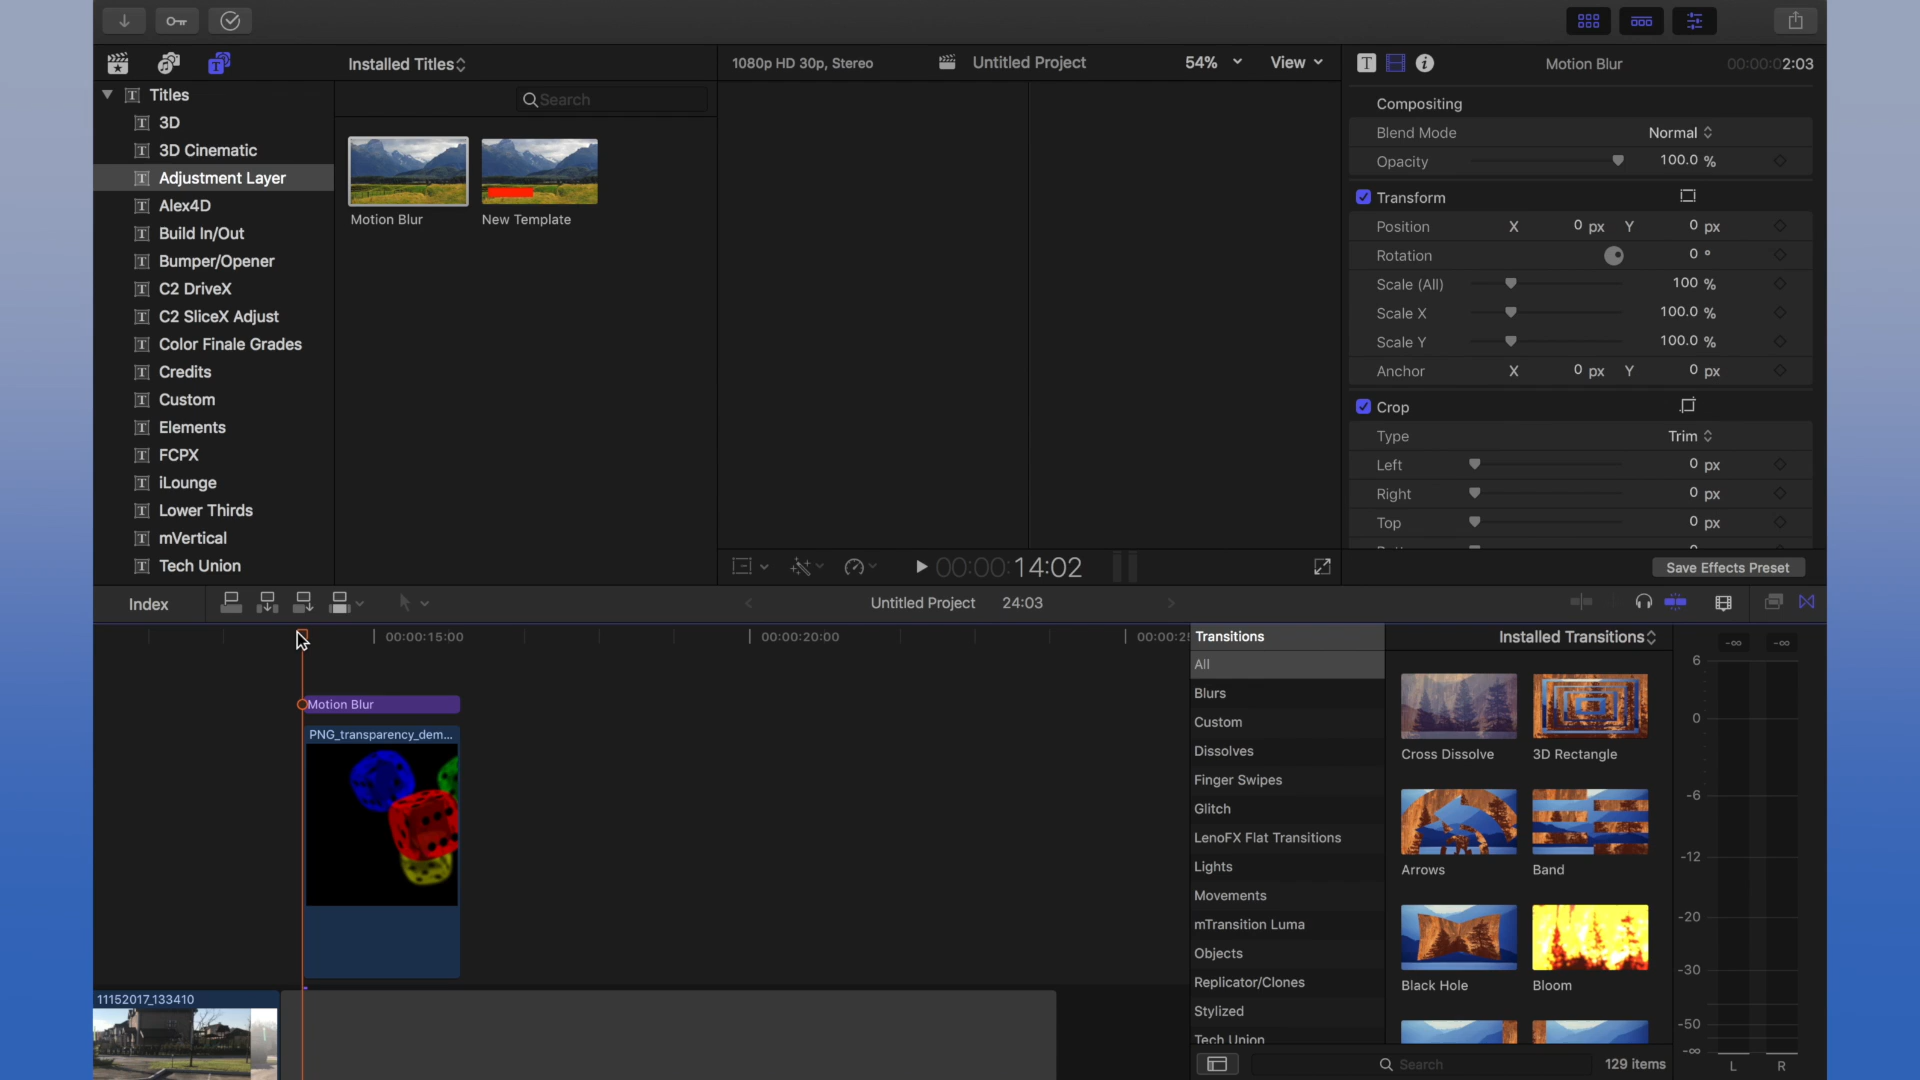 Installed Titles
1080p HD 30p, Stereo
Untitled Project
54%
View
T
Motion Blur
00:00:02:03
Titles
3D
3D Cinematic
Adjustment Layer
Alex4D
Build In/Out
Bumper/Opener
C2 DriveX
C2 SliceX Adjust
Color Finale Grades
Credits
Custom
Elements
FCPX
iLounge
Lower Thirds
mVertical
Tech Union
Search
Motion Blur
New Template
Compositing
Blend Mode Normal
Opacity 100.0 %
Transform
Position X 0 px Y 0 px
Rotation 0 °
Scale (All) 100 %
Scale X 100.0 %
Scale Y 100.0 %
Anchor X 0 px Y 0 px
Crop
Type Trim
Left 0 px
Right 0 px
Top 0 px
Save Effects Preset
00:00:14:02
Index
Untitled Project 24:03
00:00:15:00
00:00:20:00
00:00:2
Motion Blur
PNG_transparency_dem...
11152017_133410
Transitions
All
Blurs
Custom
Dissolves
Finger Swipes
Glitch
LenoFX Flat Transitions
Lights
Movements
mTransition Luma
Objects
Replicator/Clones
Stylized
Tech Union
Installed Transitions
Cross Dissolve
3D Rectangle
Arrows
Band
Black Hole
Bloom
Search
129 items
-∞ -∞
6
0
-6
-12
-20
-30
-50
-∞
L R